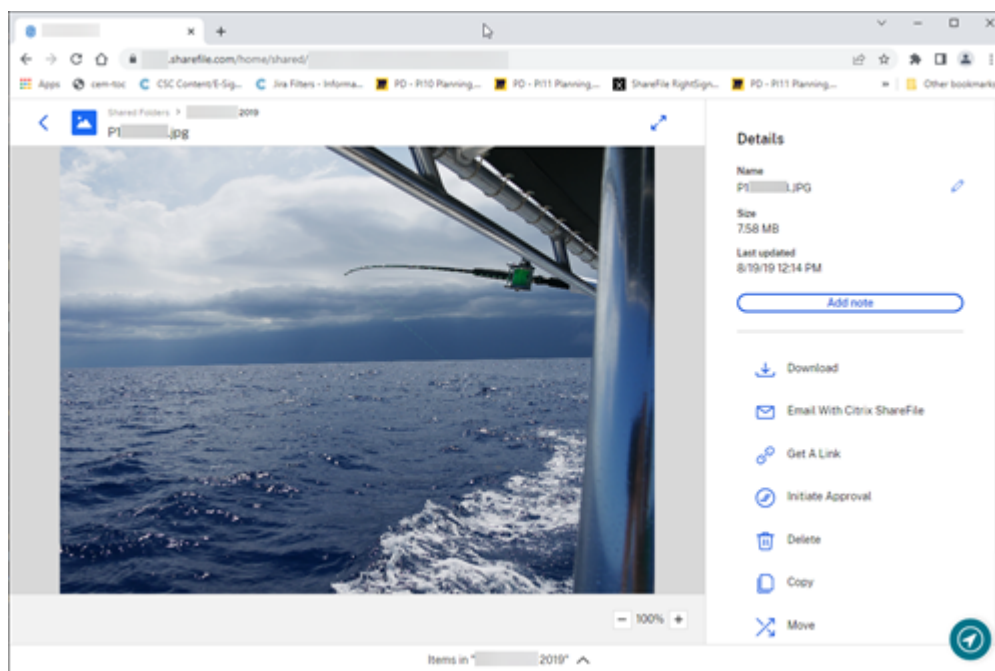 .sharefile.com/home/shared/
Apps cem-toc CSC Content/E-Sig... Jira Filters - Informa... PD - PI10 Planning,... PD - PI11 Planning,... ShareFile RightSign... PD - PI11 Planning,... » Other bookmarks
Shared Folders > 2019
P1 .jpg
Details
Name
P1 .JPG
Size
7.58 MB
Last updated
8/19/19 12:14 PM
Add note
Download
Email With Citrix ShareFile
Get A Link
Initiate Approval
Delete
Copy
Move
100%
Items in " 2019"